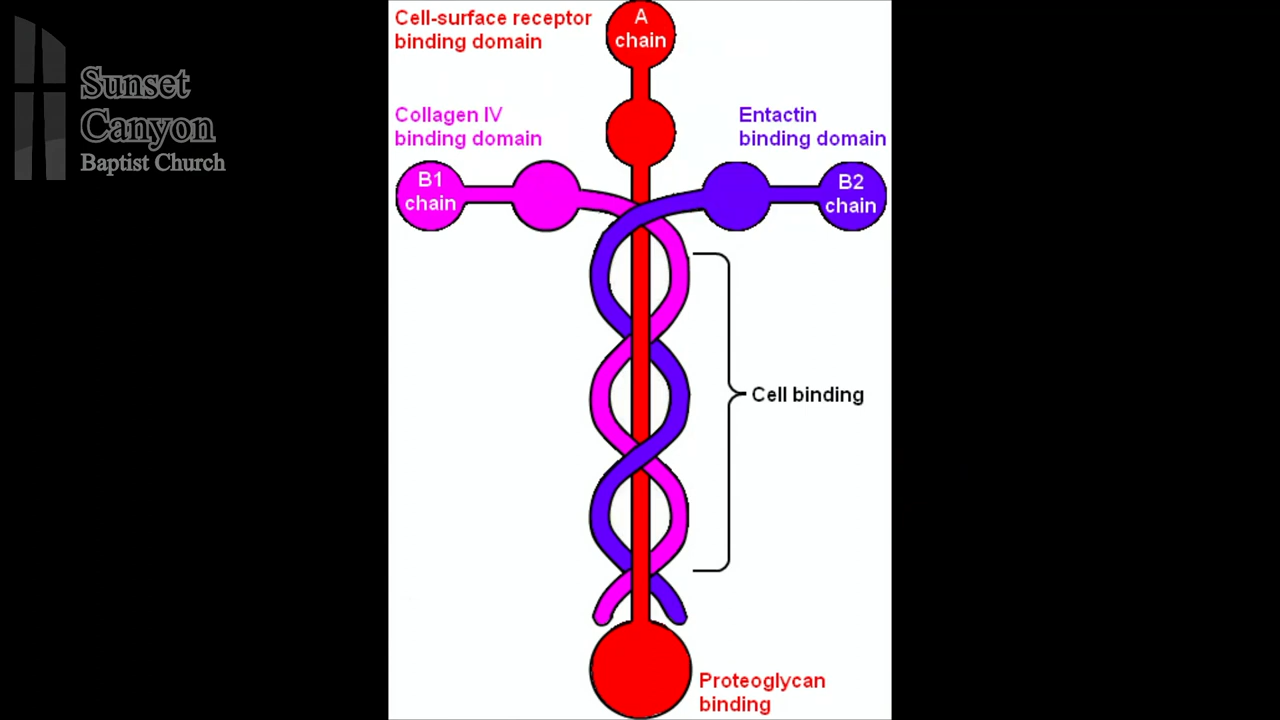 Sunset
Canyon
Baptist Church
Cell-surface receptor
binding domain
A
chain
Collagen IV
binding domain
Entactin
binding domain
B1
chain
B2
chain
Cell binding
Proteoglycan
binding